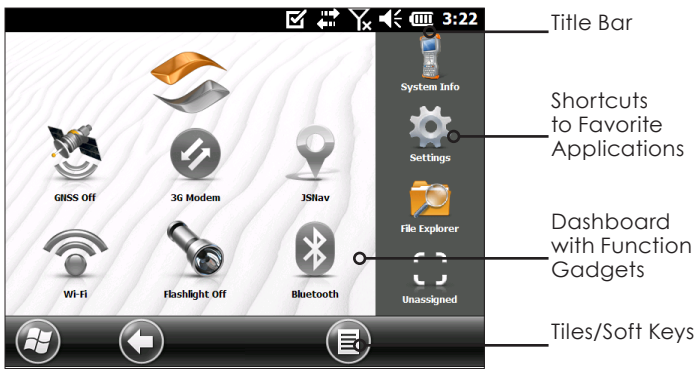 3:22
Title Bar
System Info
Shortcuts
to Favorite
Applications
Settings
GNSS Off
3G Modem
JSNav
File Explorer
Dashboard
with Function
Gadgets
Wi-Fi
Flashlight Off
Bluetooth
Unassigned
Tiles/Soft Keys